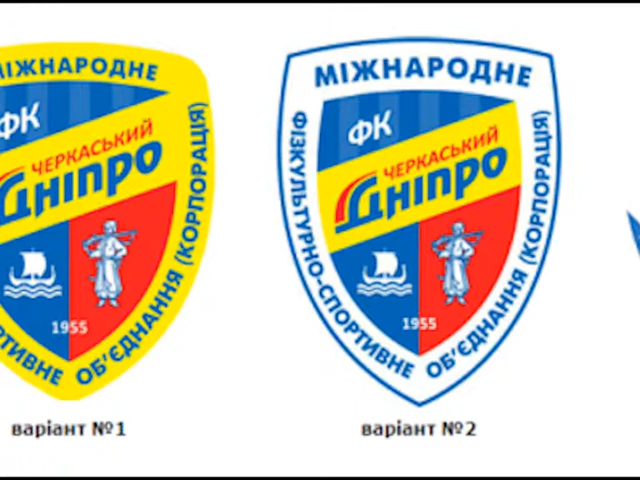 МІЖНАРОДНЕ
ФК
ЧЕРКАСЬКИЙ
Дніпро
1955
ОБ'ЄДНАННЯ (КОРПОРАЦІЯ)
варіант №1
МІЖНАРОДНЕ
ФІЗКУЛЬТУРНО-СПОРТИВНЕ
ОБ'ЄДНАННЯ (КОРПОРАЦІЯ)
ФК
ЧЕРКАСЬКИЙ
Дніпро
1955
варіант №2